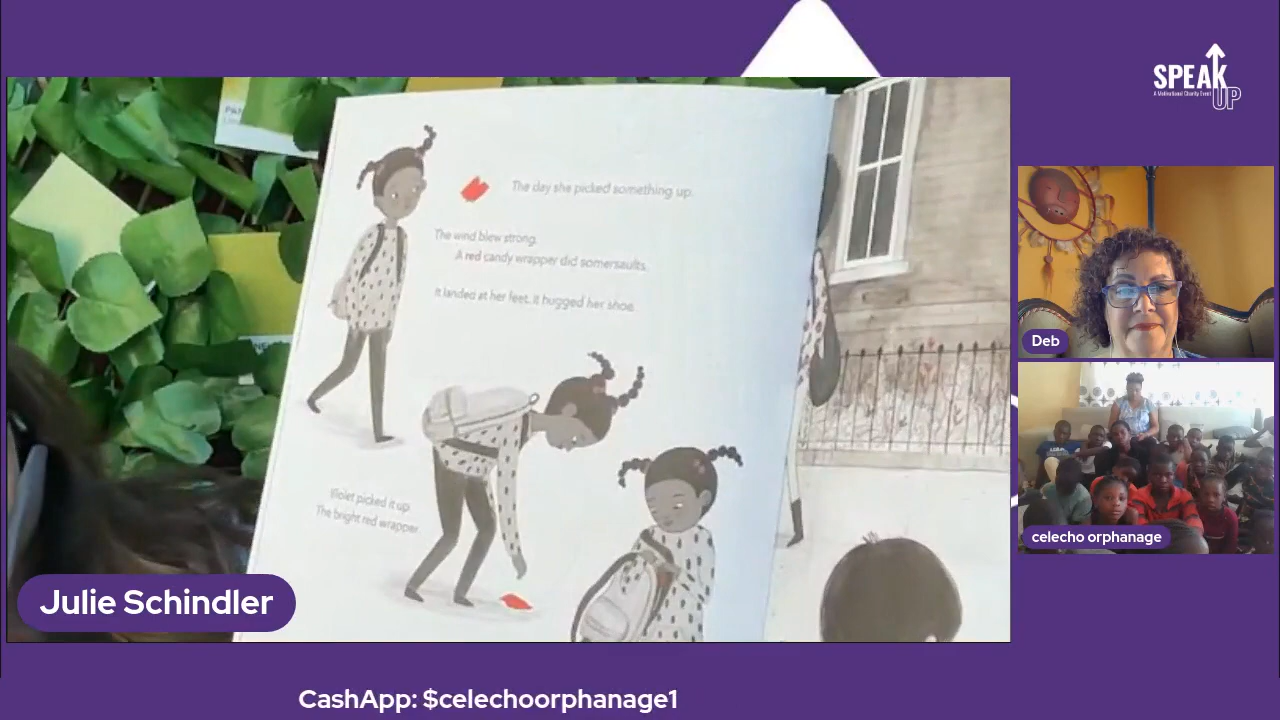 SPEAK
UP
A Motivational Charity Event
The day she picked something up.
The wind blew strong.
A red candy wrapper did somersaults.
It landed at her feet. It hugged her shoe.
Violet picked it up.
The bright red wrapper.
Julie Schindler
Deb
celecho orphanage
CashApp: $celechoorphanage1